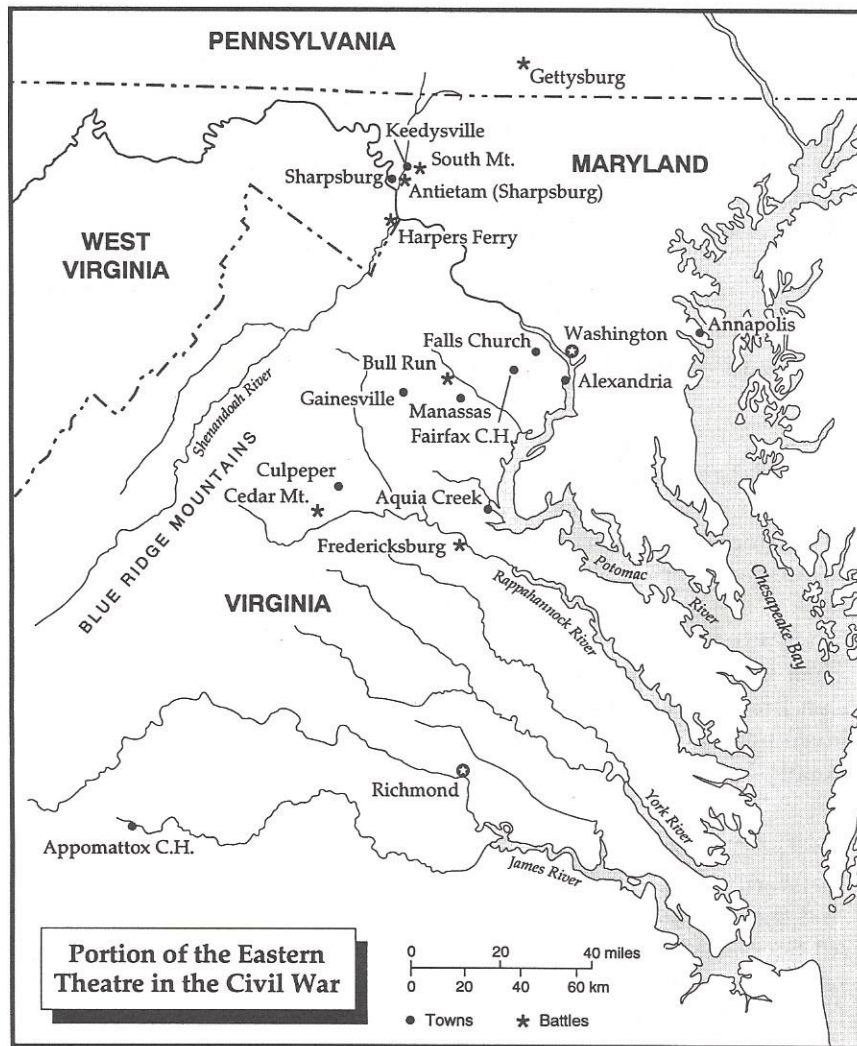 PENNSYLVANIA
Gettysburg
Keedysville
South Mt.
MARYLAND
Sharpsburg
Antietam (Sharpsburg)
WEST
VIRGINIA
Harpers Ferry
Falls Church
Washington
Annapolis
Bull Run
Alexandria
Gainesville
Manassas
Fairfax C.H.
Shenandoah River
BLUE RIDGE MOUNTAINS
Culpeper
Cedar Mt.
Aquia Creek
Fredericksburg
Potomac
River
Chesapeake Bay
Rappahannock River
VIRGINIA
Richmond
York River
Appomattox C.H.
James River
Portion of the Eastern
Theatre in the Civil War
0 20 40 miles
0 20 40 60 km
Towns Battles